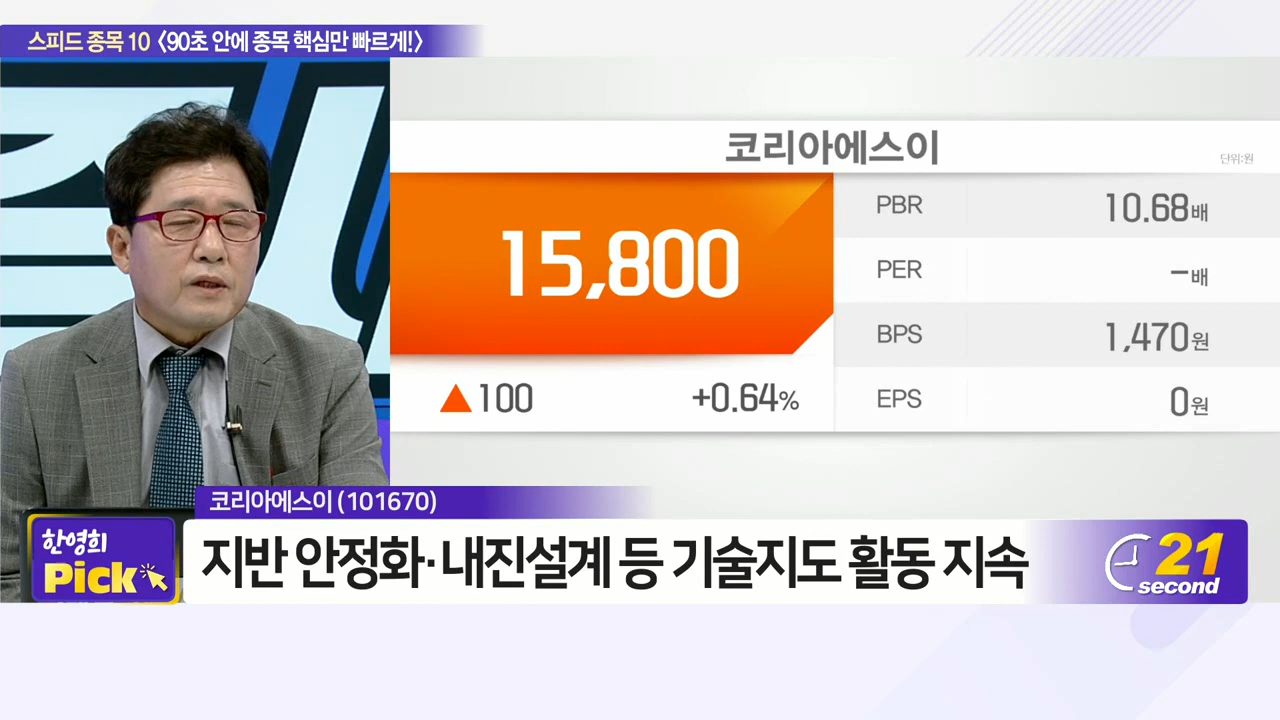 스피드 종목 10 〈90초 안에 종목 핵심만 빠르게!〉
코리아에스이
단위:원
15,800
▲100 +0.64%
PBR 10.68배
PER -배
BPS 1,470원
EPS 0원
코리아에스이 (101670)
한영희
Pick
지반 안정화·내진설계 등 기술지도 활동 지속
21
second